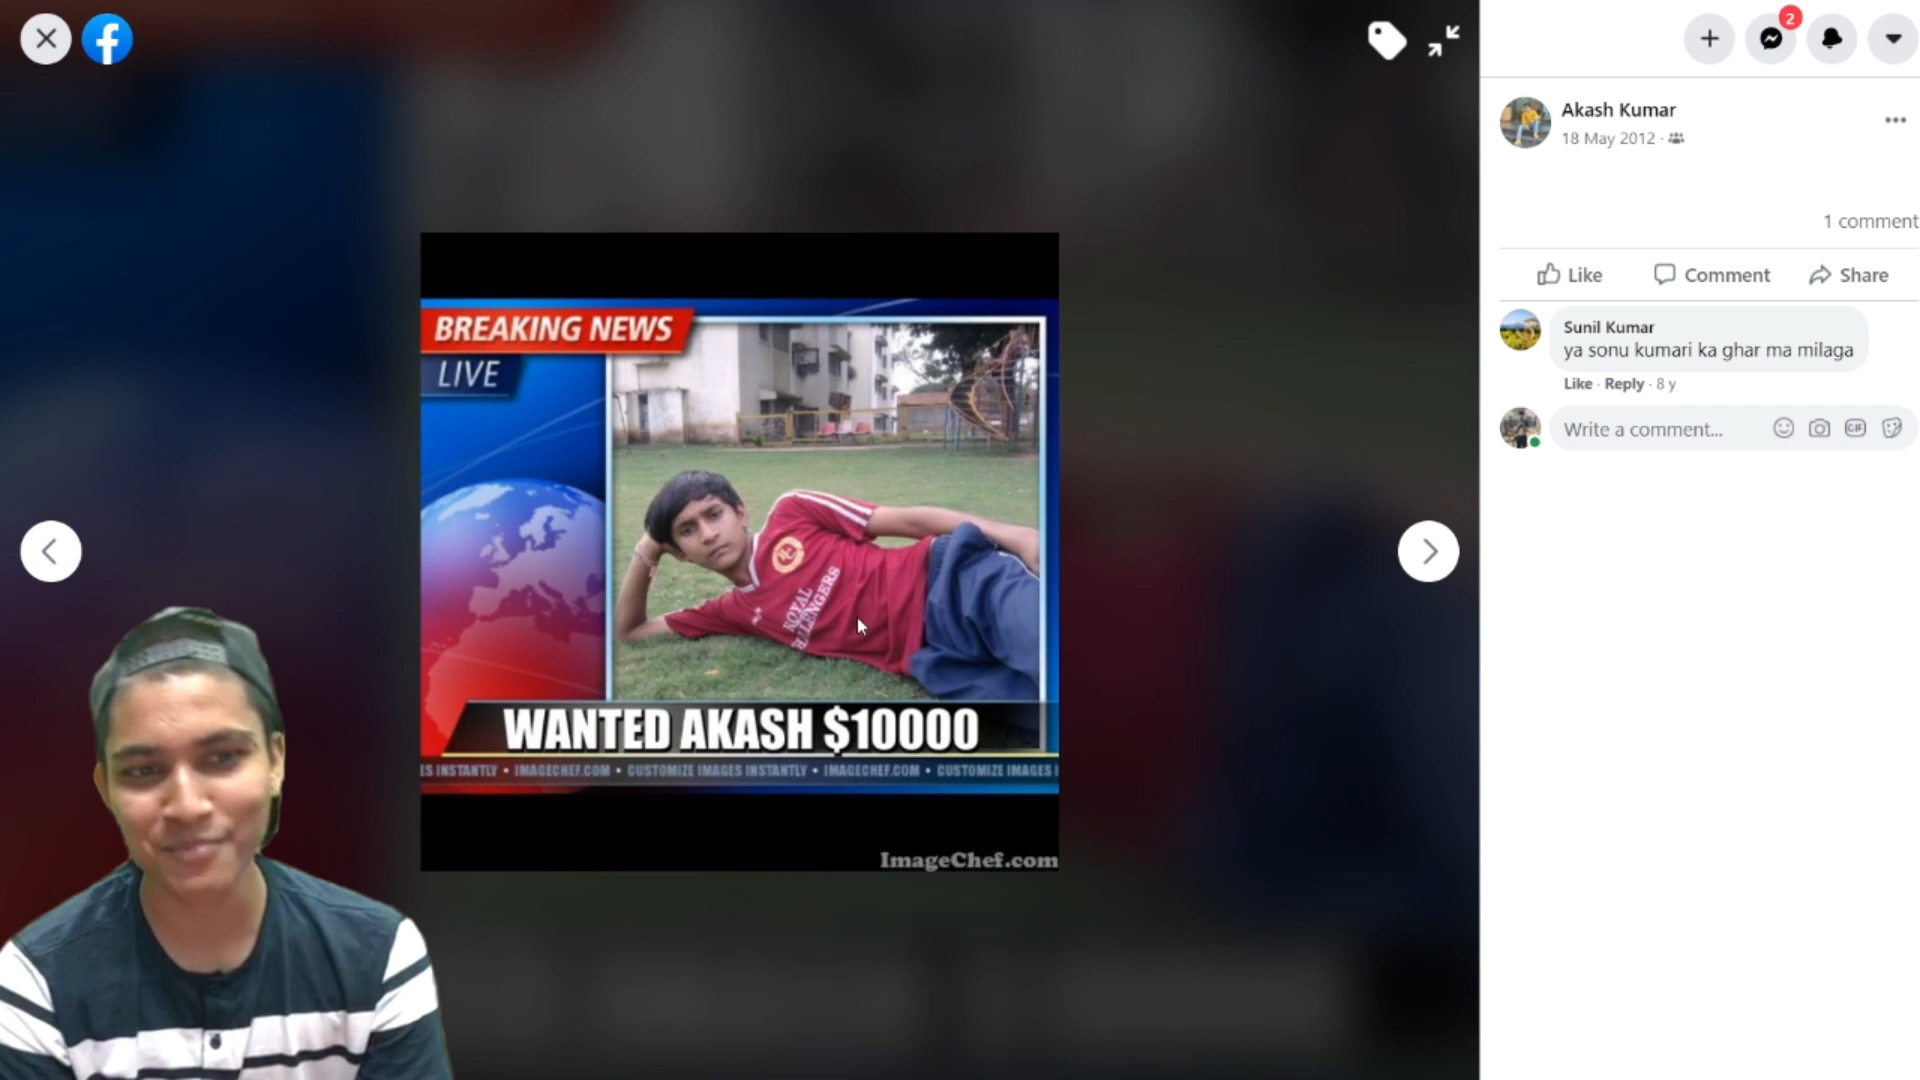 2
Akash Kumar
18 May 2012 ·
1 comment
Like Comment Share
Sunil Kumar
ya sonu kumari ka ghar ma milaga
Like · Reply · 8 y
Write a comment...
GIF
BREAKING NEWS
LIVE
ROYAL
CHALLENGERS
WANTED AKASH $10000
ES INSTANTLY • IMAGECHEF.COM • CUSTOMIZE IMAGES INSTANTLY • IMAGECHEF.COM • CUSTOMIZE IMAGES I
ImageChef.com